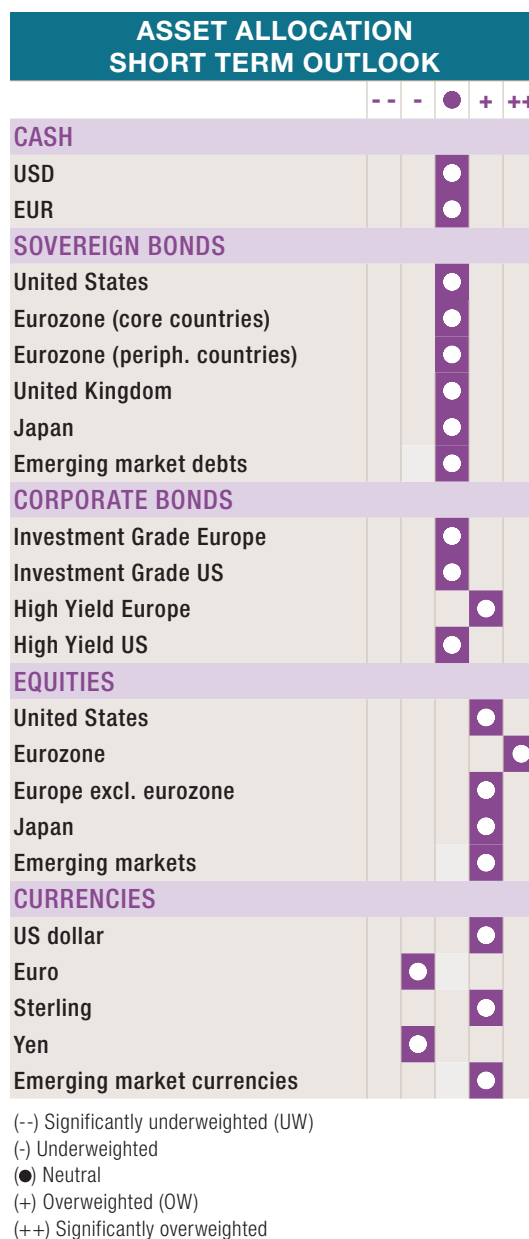 ASSET ALLOCATION
SHORT TERM OUTLOOK
-- - ● + ++
CASH
USD
EUR
SOVEREIGN BONDS
United States
Eurozone (core countries)
Eurozone (periph. countries)
United Kingdom
Japan
Emerging market debts
CORPORATE BONDS
Investment Grade Europe
Investment Grade US
High Yield Europe
High Yield US
EQUITIES
United States
Eurozone
Europe excl. eurozone
Japan
Emerging markets
CURRENCIES
US dollar
Euro
Sterling
Yen
Emerging market currencies
(--) Significantly underweighted (UW)
(-) Underweighted
(●) Neutral
(+) Overweighted (OW)
(++) Significantly overweighted